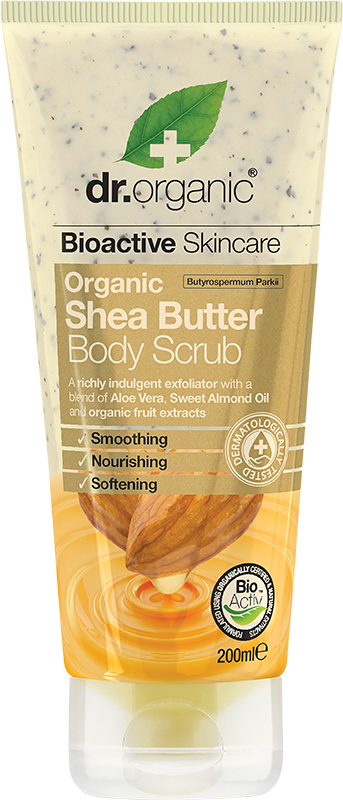 dr.organic®
Bioactive Skincare
Organic
Butyrospermum Parkii
Shea Butter
Body Scrub
A richly indulgent exfoliator with a
blend of Aloe Vera, Sweet Almond Oil
and organic fruit extracts
✓ Smoothing
✓ Nourishing
✓ Softening
DERMATOLOGICALLY TESTED
Bio
Activ™
FORMULATED USING ORGANICALLY CERTIFIED & NATURAL EXTRACTS
200ml℮